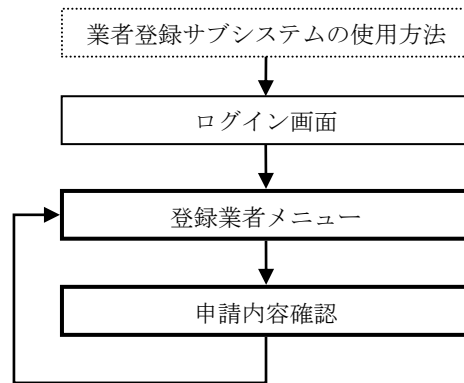 業者登録サブシステムの使用方法
ログイン画面
登録業者メニュー
申請内容確認